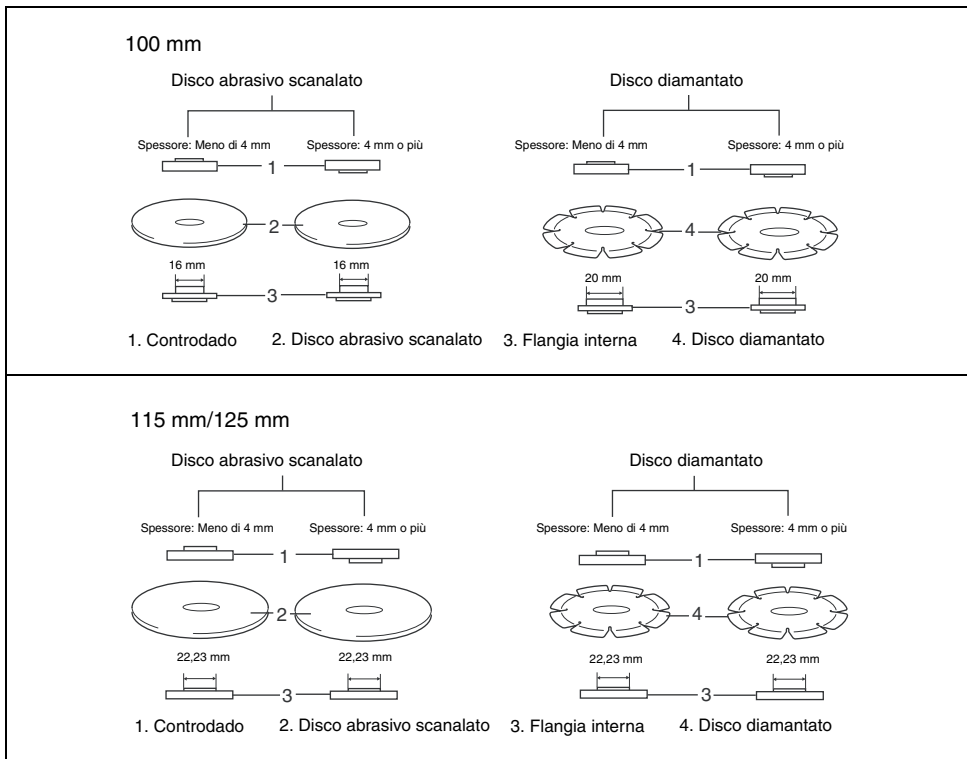 100 mm
Disco abrasivo scanalato Disco diamantato
Spessore: Meno di 4 mm Spessore: 4 mm o più Spessore: Meno di 4 mm Spessore: 4 mm o più
1 1
2 4
16 mm 16 mm 20 mm 20 mm
3 3
1. Controdado 2. Disco abrasivo scanalato 3. Flangia interna 4. Disco diamantato
115 mm/125 mm
Disco abrasivo scanalato Disco diamantato
Spessore: Meno di 4 mm Spessore: 4 mm o più Spessore: Meno di 4 mm Spessore: 4 mm o più
1 1
2 4
22,23 mm 22,23 mm 22,23 mm 22,23 mm
3 3
1. Controdado 2. Disco abrasivo scanalato 3. Flangia interna 4. Disco diamantato